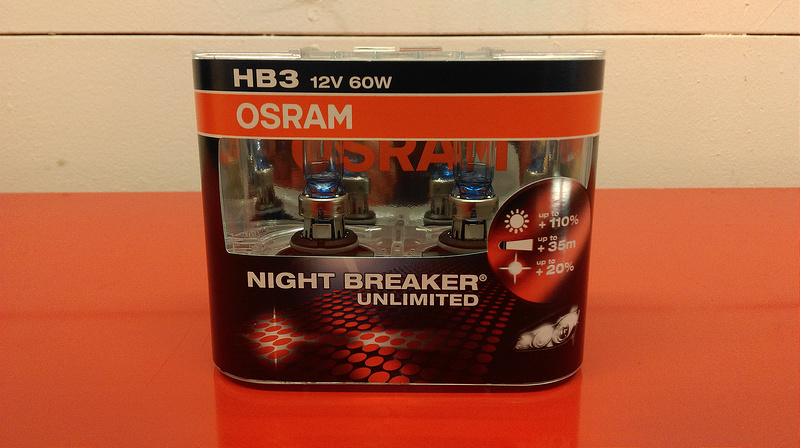 HB3 12V 60W
OSRAM
OSRAM
up to
+ 110%
up to
+ 35m
up to
+ 20%
NIGHT BREAKER®
UNLIMITED